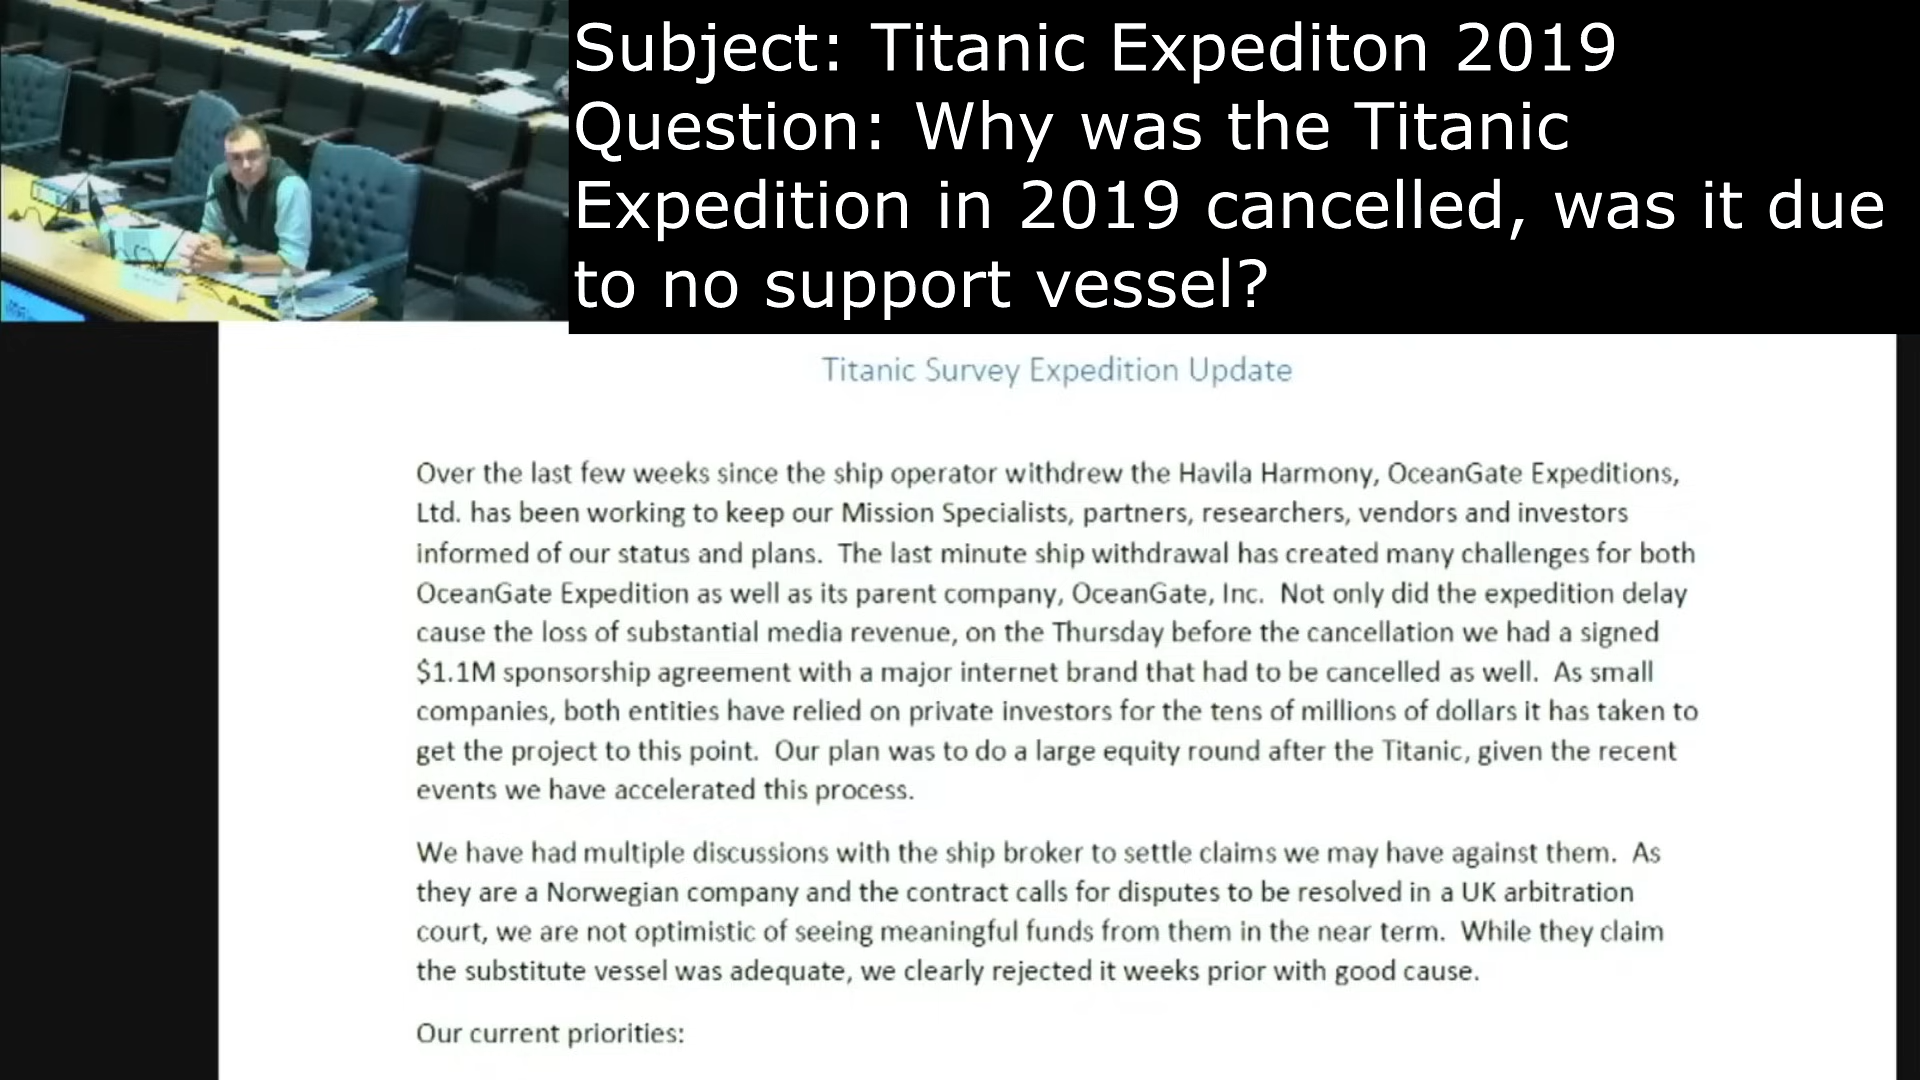 Subject: Titanic Expediton 2019
Question: Why was the Titanic
Expedition in 2019 cancelled, was it due
to no support vessel?
Titanic Survey Expedition Update
Over the last few weeks since the ship operator withdrew the Havila Harmony, OceanGate Expeditions,
Ltd. has been working to keep our Mission Specialists, partners, researchers, vendors and investors
informed of our status and plans.  The last minute ship withdrawal has created many challenges for both
OceanGate Expedition as well as its parent company, OceanGate, Inc.  Not only did the expedition delay
cause the loss of substantial media revenue, on the Thursday before the cancellation we had a signed
$1.1M sponsorship agreement with a major internet brand that had to be cancelled as well.  As small
companies, both entities have relied on private investors for the tens of millions of dollars it has taken to
get the project to this point.  Our plan was to do a large equity round after the Titanic, given the recent
events we have accelerated this process.
We have had multiple discussions with the ship broker to settle claims we may have against them.  As
they are a Norwegian company and the contract calls for disputes to be resolved in a UK arbitration
court, we are not optimistic of seeing meaningful funds from them in the near term.  While they claim
the substitute vessel was adequate, we clearly rejected it weeks prior with good cause.
Our current priorities: